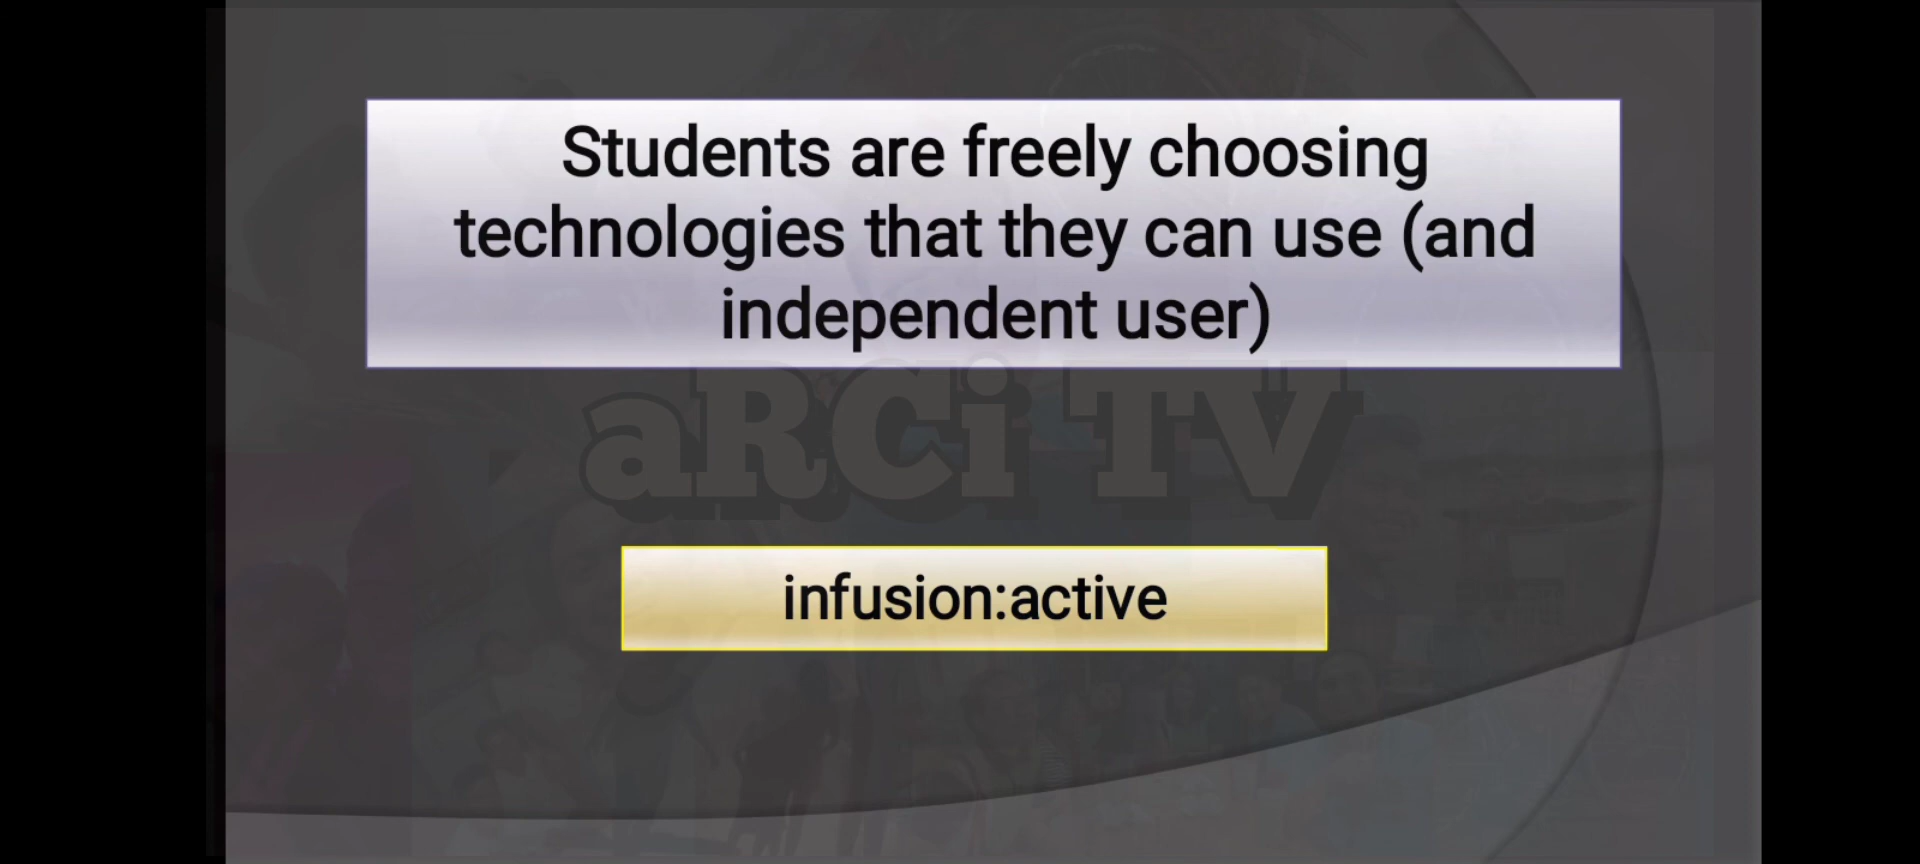 Students are freely choosing
technologies that they can use (and
independent user)
aRCi TV
infusion:active